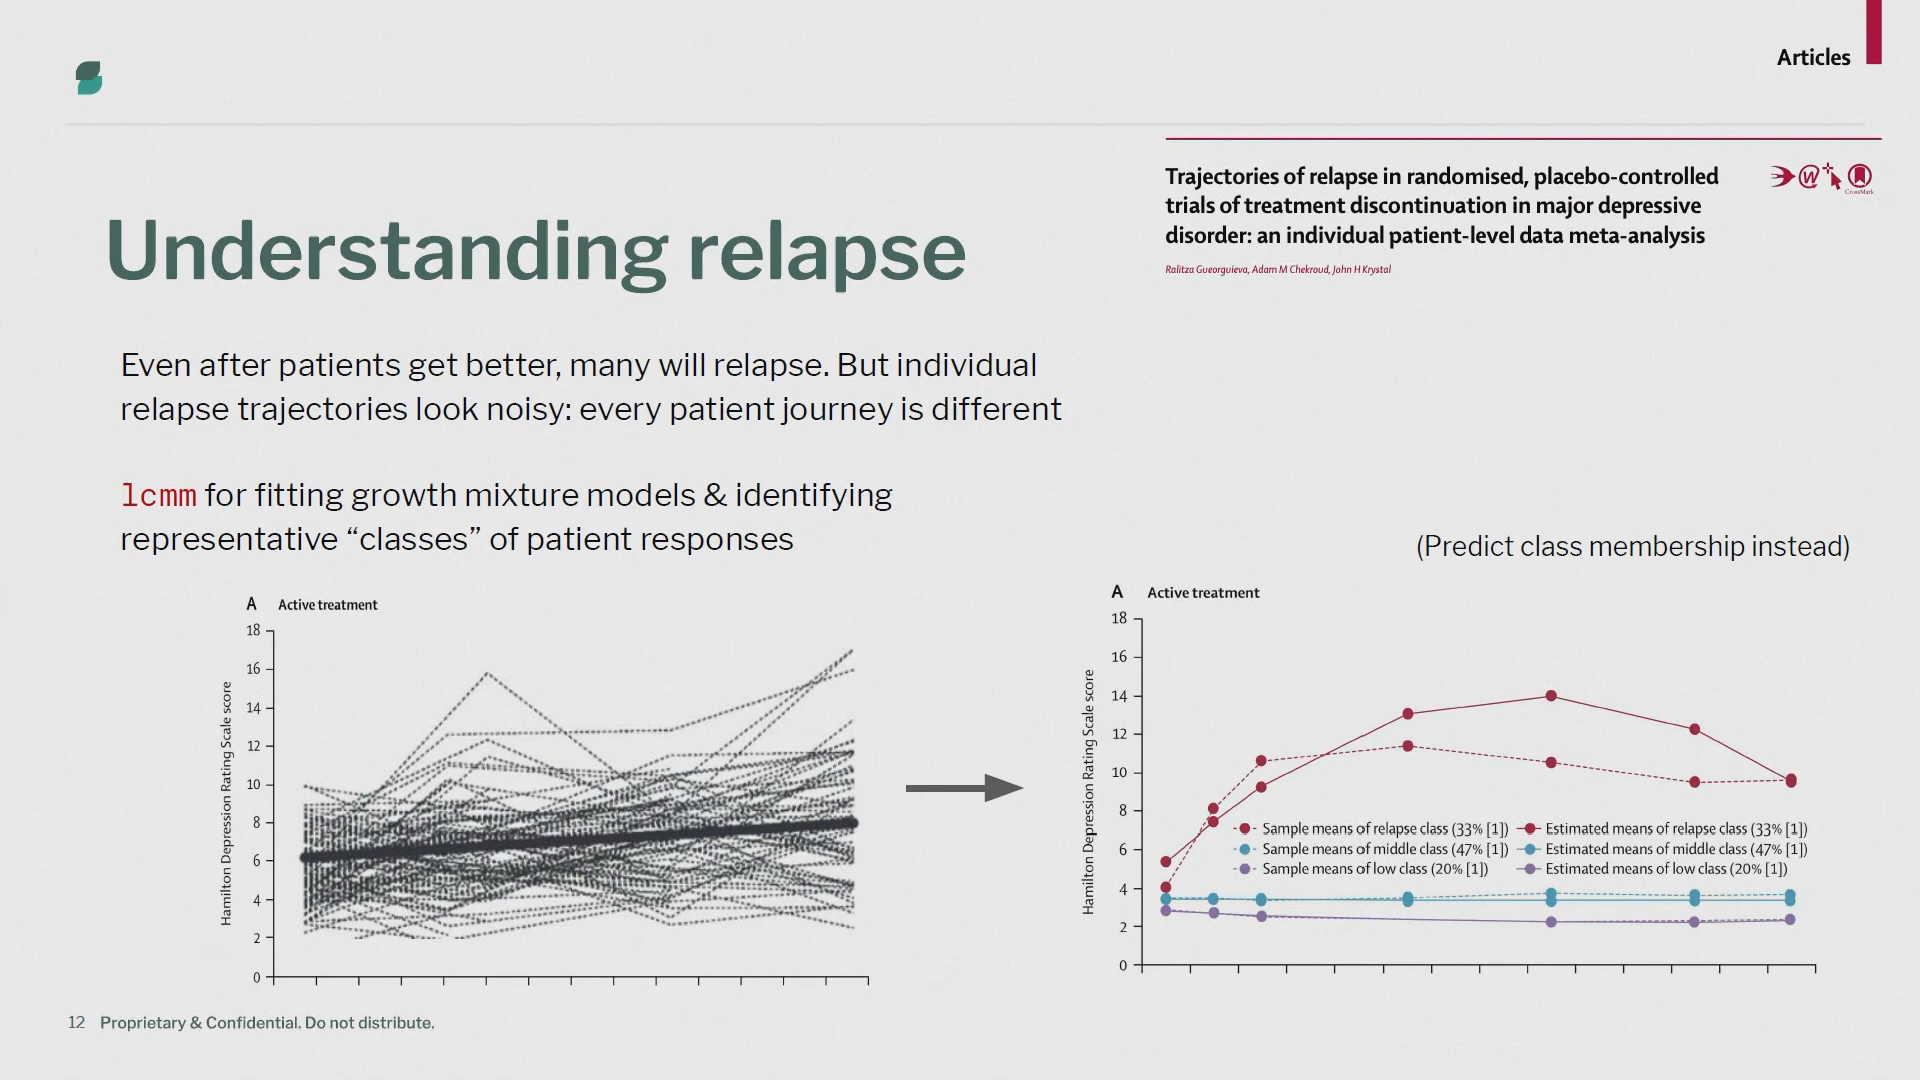 Articles
Trajectories of relapse in randomised, placebo-controlled
trials of treatment discontinuation in major depressive
disorder: an individual patient-level data meta-analysis
Ralitza Gueorguieva, Adam M Chekroud, John H Krystal
CrossMark
Understanding relapse
Even after patients get better, many will relapse. But individual
relapse trajectories look noisy: every patient journey is different
lcmm for fitting growth mixture models & identifying
representative “classes” of patient responses
(Predict class membership instead)
A Active treatment
Hamilton Depression Rating Scale score
18
16
14
12
10
8
6
4
2
0
A Active treatment
Hamilton Depression Rating Scale score
18
16
14
12
10
8
6
4
2
0
Sample means of relapse class (33% [1]) Estimated means of relapse class (33% [1])
Sample means of middle class (47% [1]) Estimated means of middle class (47% [1])
Sample means of low class (20% [1]) Estimated means of low class (20% [1])
12 Proprietary & Confidential. Do not distribute.